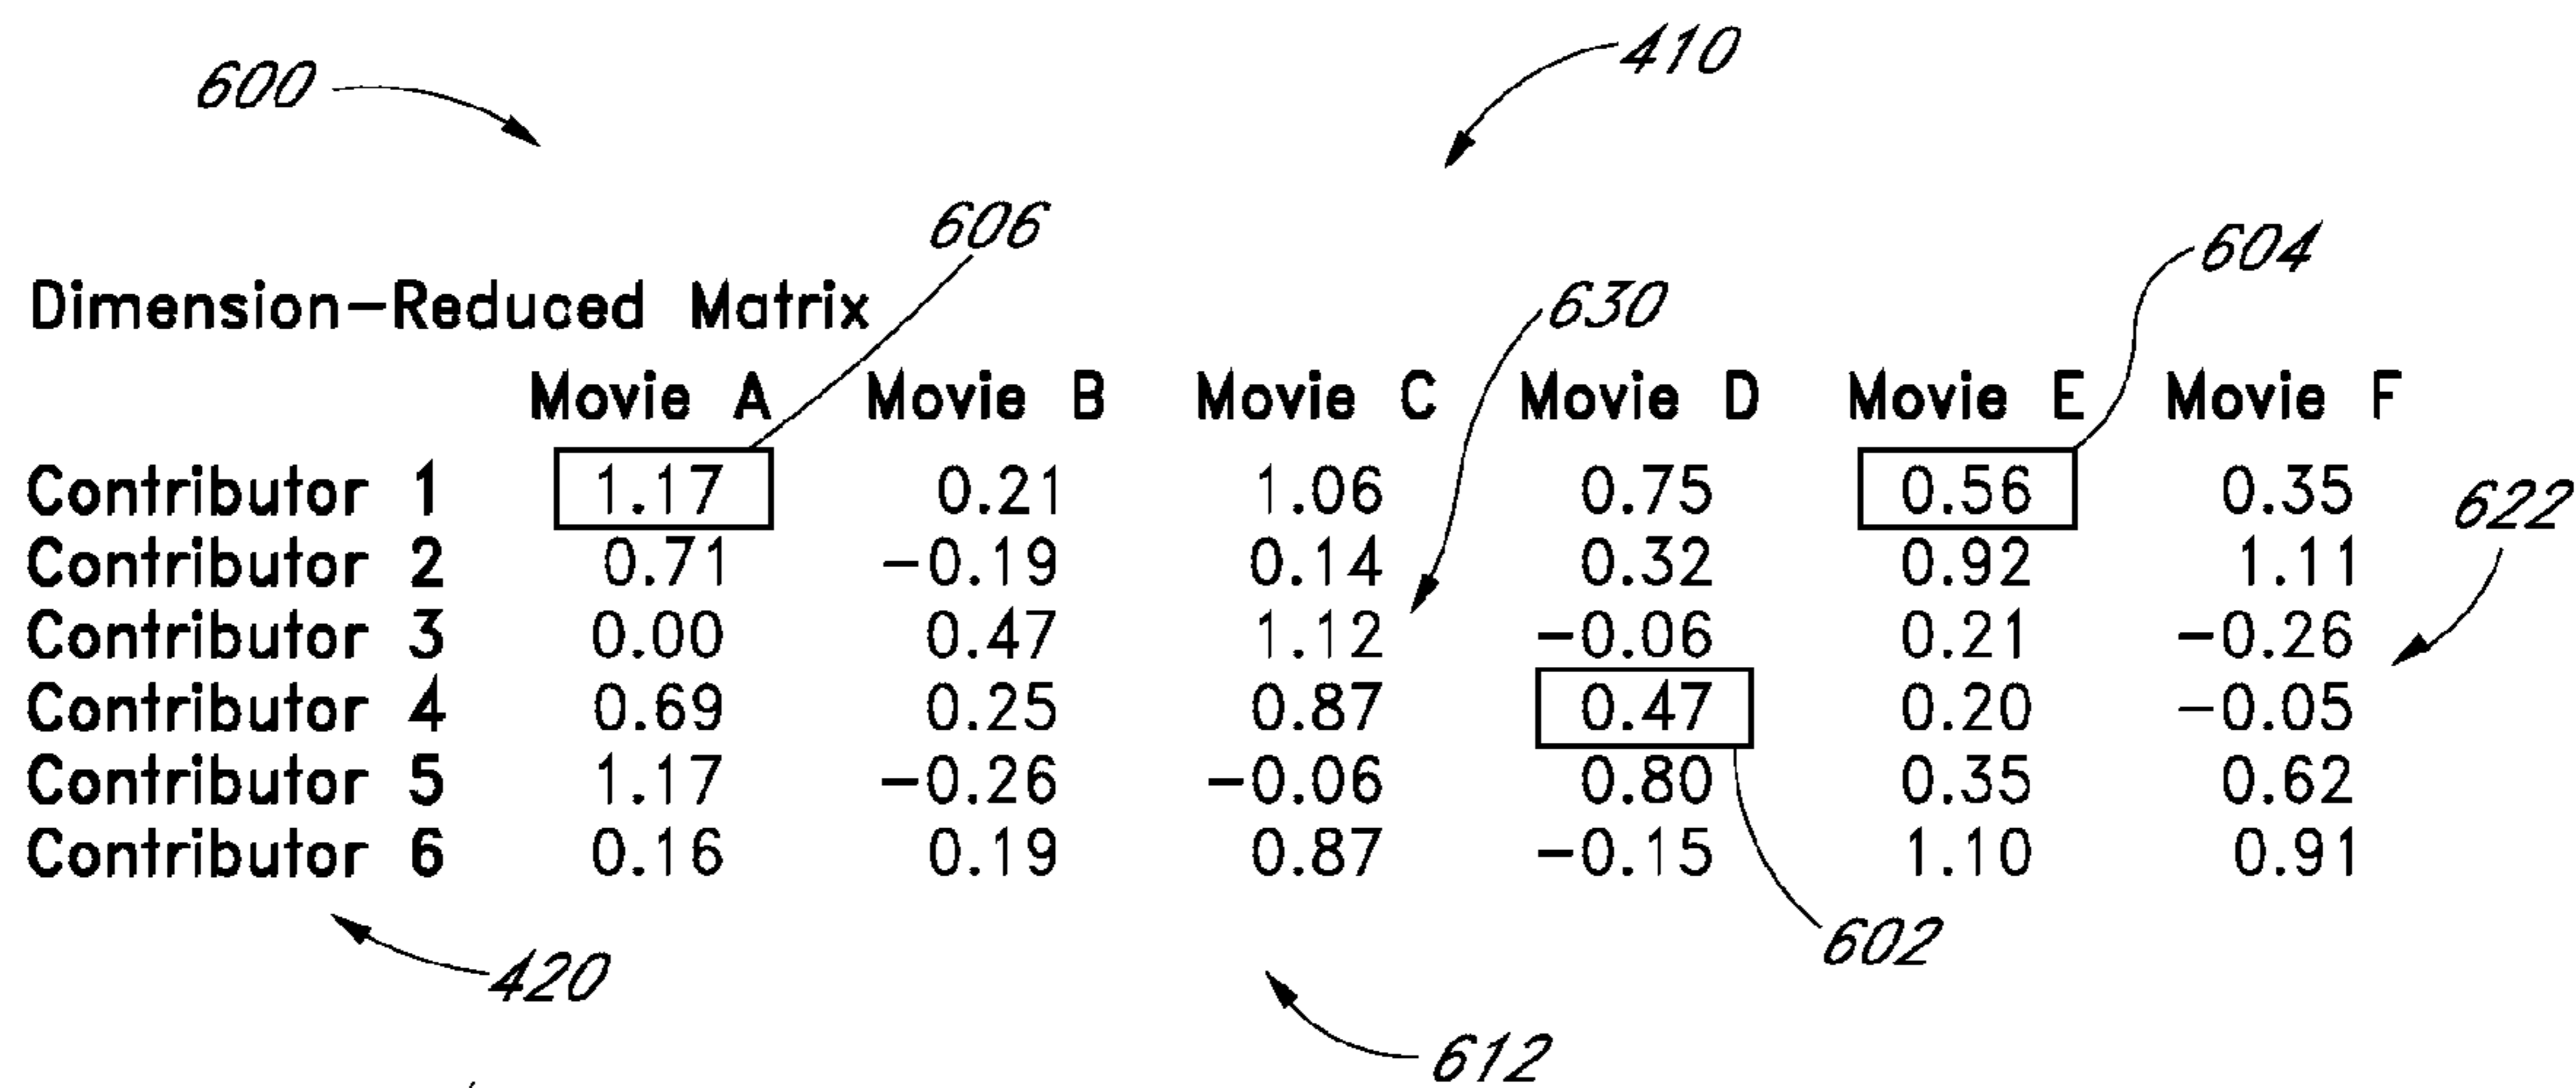 410
600
606
604
Dimension-Reduced Matrix
630
Movie A Movie B Movie C Movie D Movie E Movie F
Contributor 1 1.17 0.21 1.06 0.75 0.56 0.35
622
Contributor 2 0.71 -0.19 0.14 0.32 0.92 1.11
Contributor 3 0.00 0.47 1.12 -0.06 0.21 -0.26
Contributor 4 0.69 0.25 0.87 0.47 0.20 -0.05
Contributor 5 1.17 -0.26 -0.06 0.80 0.35 0.62
Contributor 6 0.16 0.19 0.87 -0.15 1.10 0.91
602
420
612